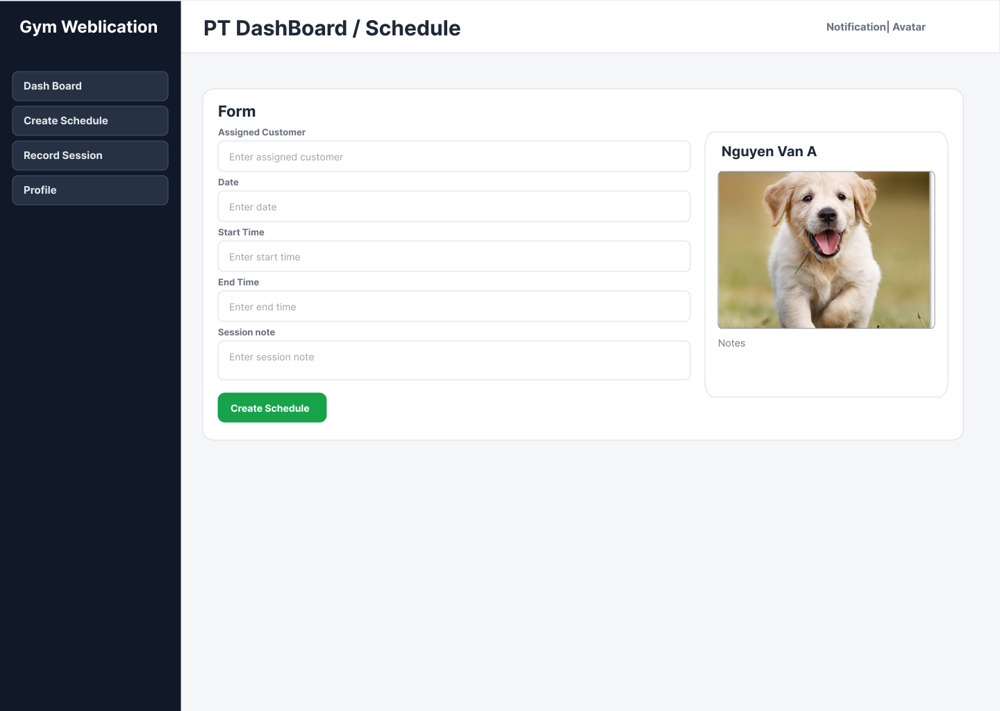 Gym Weblication
Dash Board
Create Schedule
Record Session
Profile
PT DashBoard / Schedule
Notification| Avatar
Form
Assigned Customer
Enter assigned customer
Date
Enter date
Start Time
Enter start time
End Time
Enter end time
Session note
Enter session note
Create Schedule
Nguyen Van A
Notes